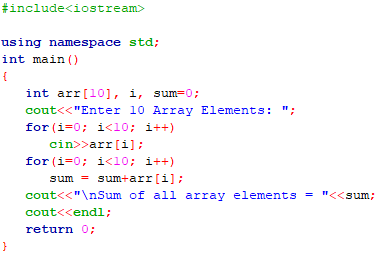 #include<iostream>

using namespace std;
int main()
{
   int arr[10], i, sum=0;
   cout<<"Enter 10 Array Elements: ";
   for(i=0; i<10; i++)
      cin>>arr[i];
   for(i=0; i<10; i++)
      sum = sum+arr[i];
   cout<<"\nSum of all array elements = "<<sum;
   cout<<endl;
   return 0;
}